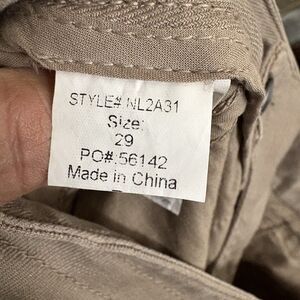 STYLE# NL2A31
Size:
29
PO#:56142
Made in China